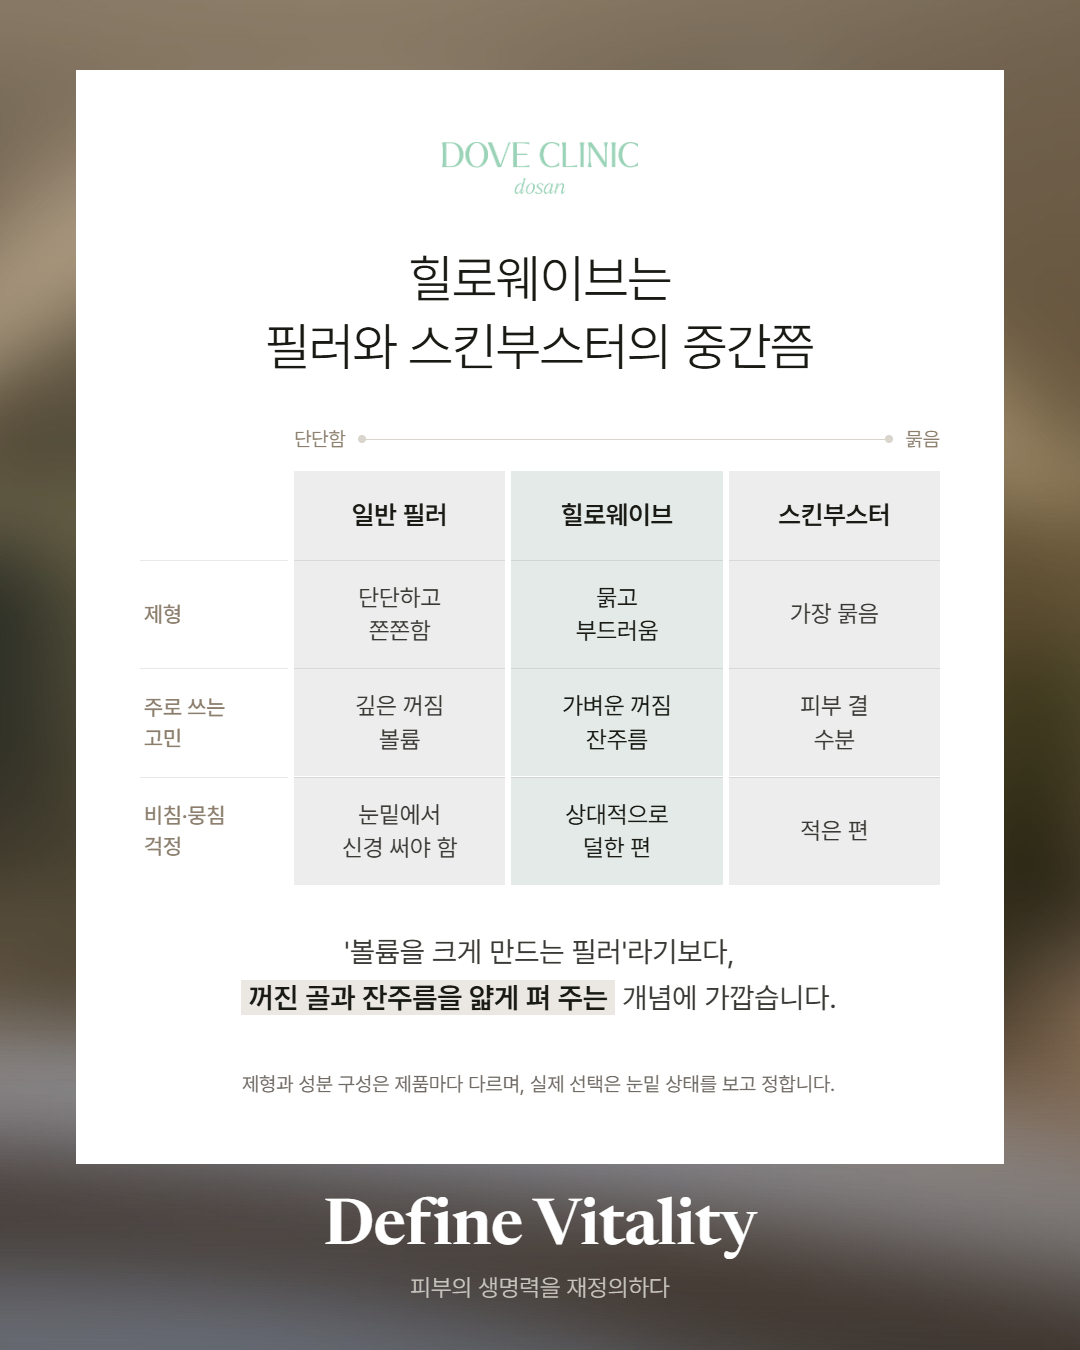 DOVE CLINIC
dosan
힐로웨이브는
필러와 스킨부스터의 중간쯤
단단함 묽음
일반 필러 힐로웨이브 스킨부스터
제형
단단하고
쫀쫀함
묽고
부드러움
가장 묽음
주로 쓰는
고민
깊은 꺼짐
볼륨
가벼운 꺼짐
잔주름
피부 결
수분
비침·뭉침
걱정
눈밑에서
신경 써야 함
상대적으로
덜한 편
적은 편
'볼륨을 크게 만드는 필러'라기보다,
꺼진 골과 잔주름을 얇게 펴 주는 개념에 가깝습니다.
제형과 성분 구성은 제품마다 다르며, 실제 선택은 눈밑 상태를 보고 정합니다.
Define Vitality
피부의 생명력을 재정의하다